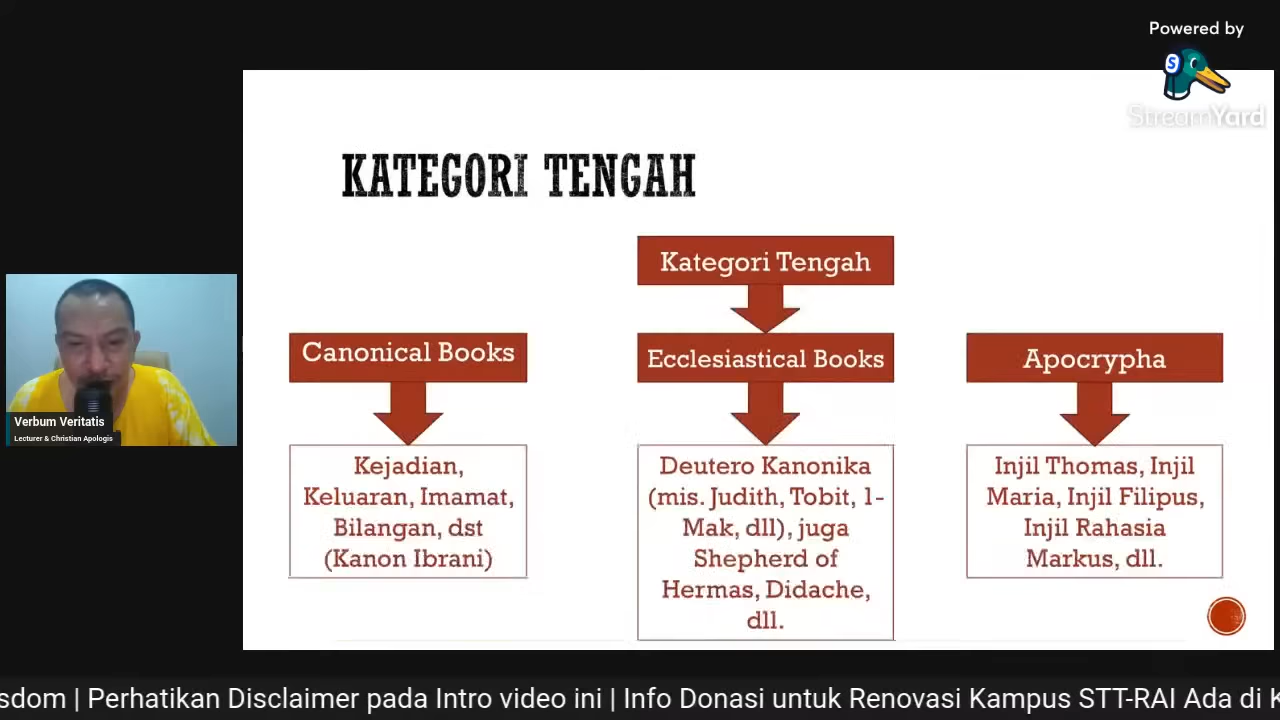 Powered by
S
StreamYard
KATEGORI TENGAH
Kategori Tengah
Canonical Books
Ecclesiastical Books
Apocrypha
Kejadian,
Keluaran, Imamat,
Bilangan, dst
(Kanon Ibrani)
Deutero Kanonika
(mis. Judith, Tobit, 1-
Mak, dll), juga
Shepherd of
Hermas, Didache,
dll.
Injil Thomas, Injil
Maria, Injil Filipus,
Injil Rahasia
Markus, dll.
Verbum Veritatis
Lecturer & Christian Apologis
sdom | Perhatikan Disclaimer pada Intro video ini | Info Donasi untuk Renovasi Kampus STT-RAI Ada di K